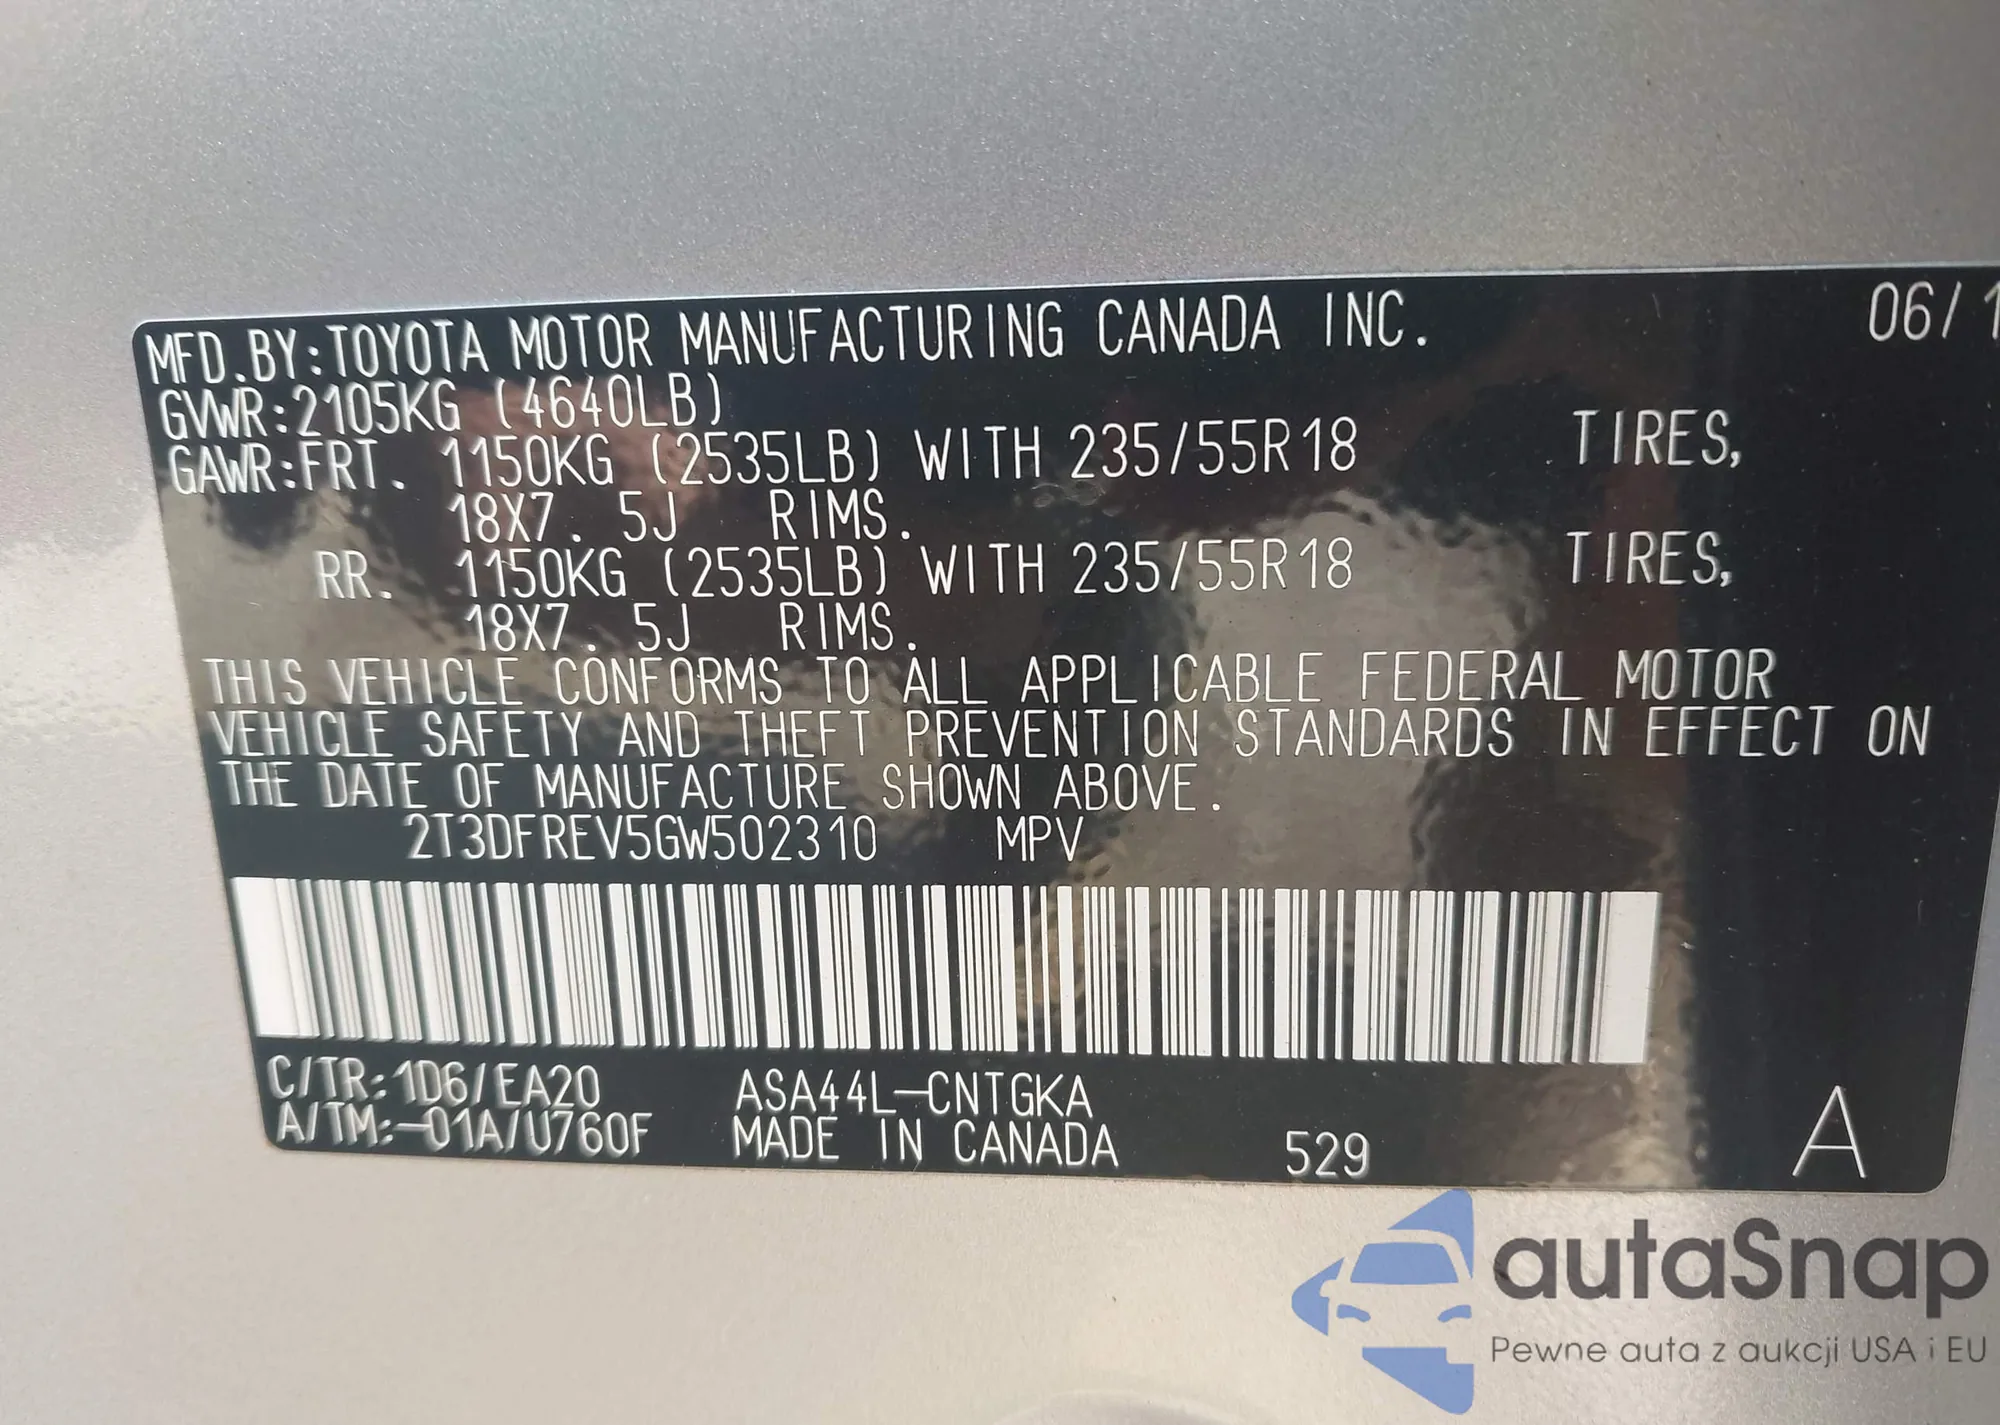 MFD.BY:TOYOTA MOTOR MANUFACTURING CANADA INC. 06/1
GVWR:2105KG (4640LB)
GAWR:FRT. 1150KG (2535LB) WITH 235/55R18 TIRES,
18X7.5J RIMS.
RR. 1150KG (2535LB) WITH 235/55R18 TIRES,
18X7.5J RIMS.
THIS VEHICLE CONFORMS TO ALL APPLICABLE FEDERAL MOTOR
VEHICLE SAFETY AND THEFT PREVENTION STANDARDS IN EFFECT ON
THE DATE OF MANUFACTURE SHOWN ABOVE.
2T3DFREV5GW502310 MPV
C/TR:1D6/EA20 ASA44L-CNTGKA
A/TM:-01A/U760F MADE IN CANADA 529 A
autaSnap
Pewne auta z aukcji USA i EU